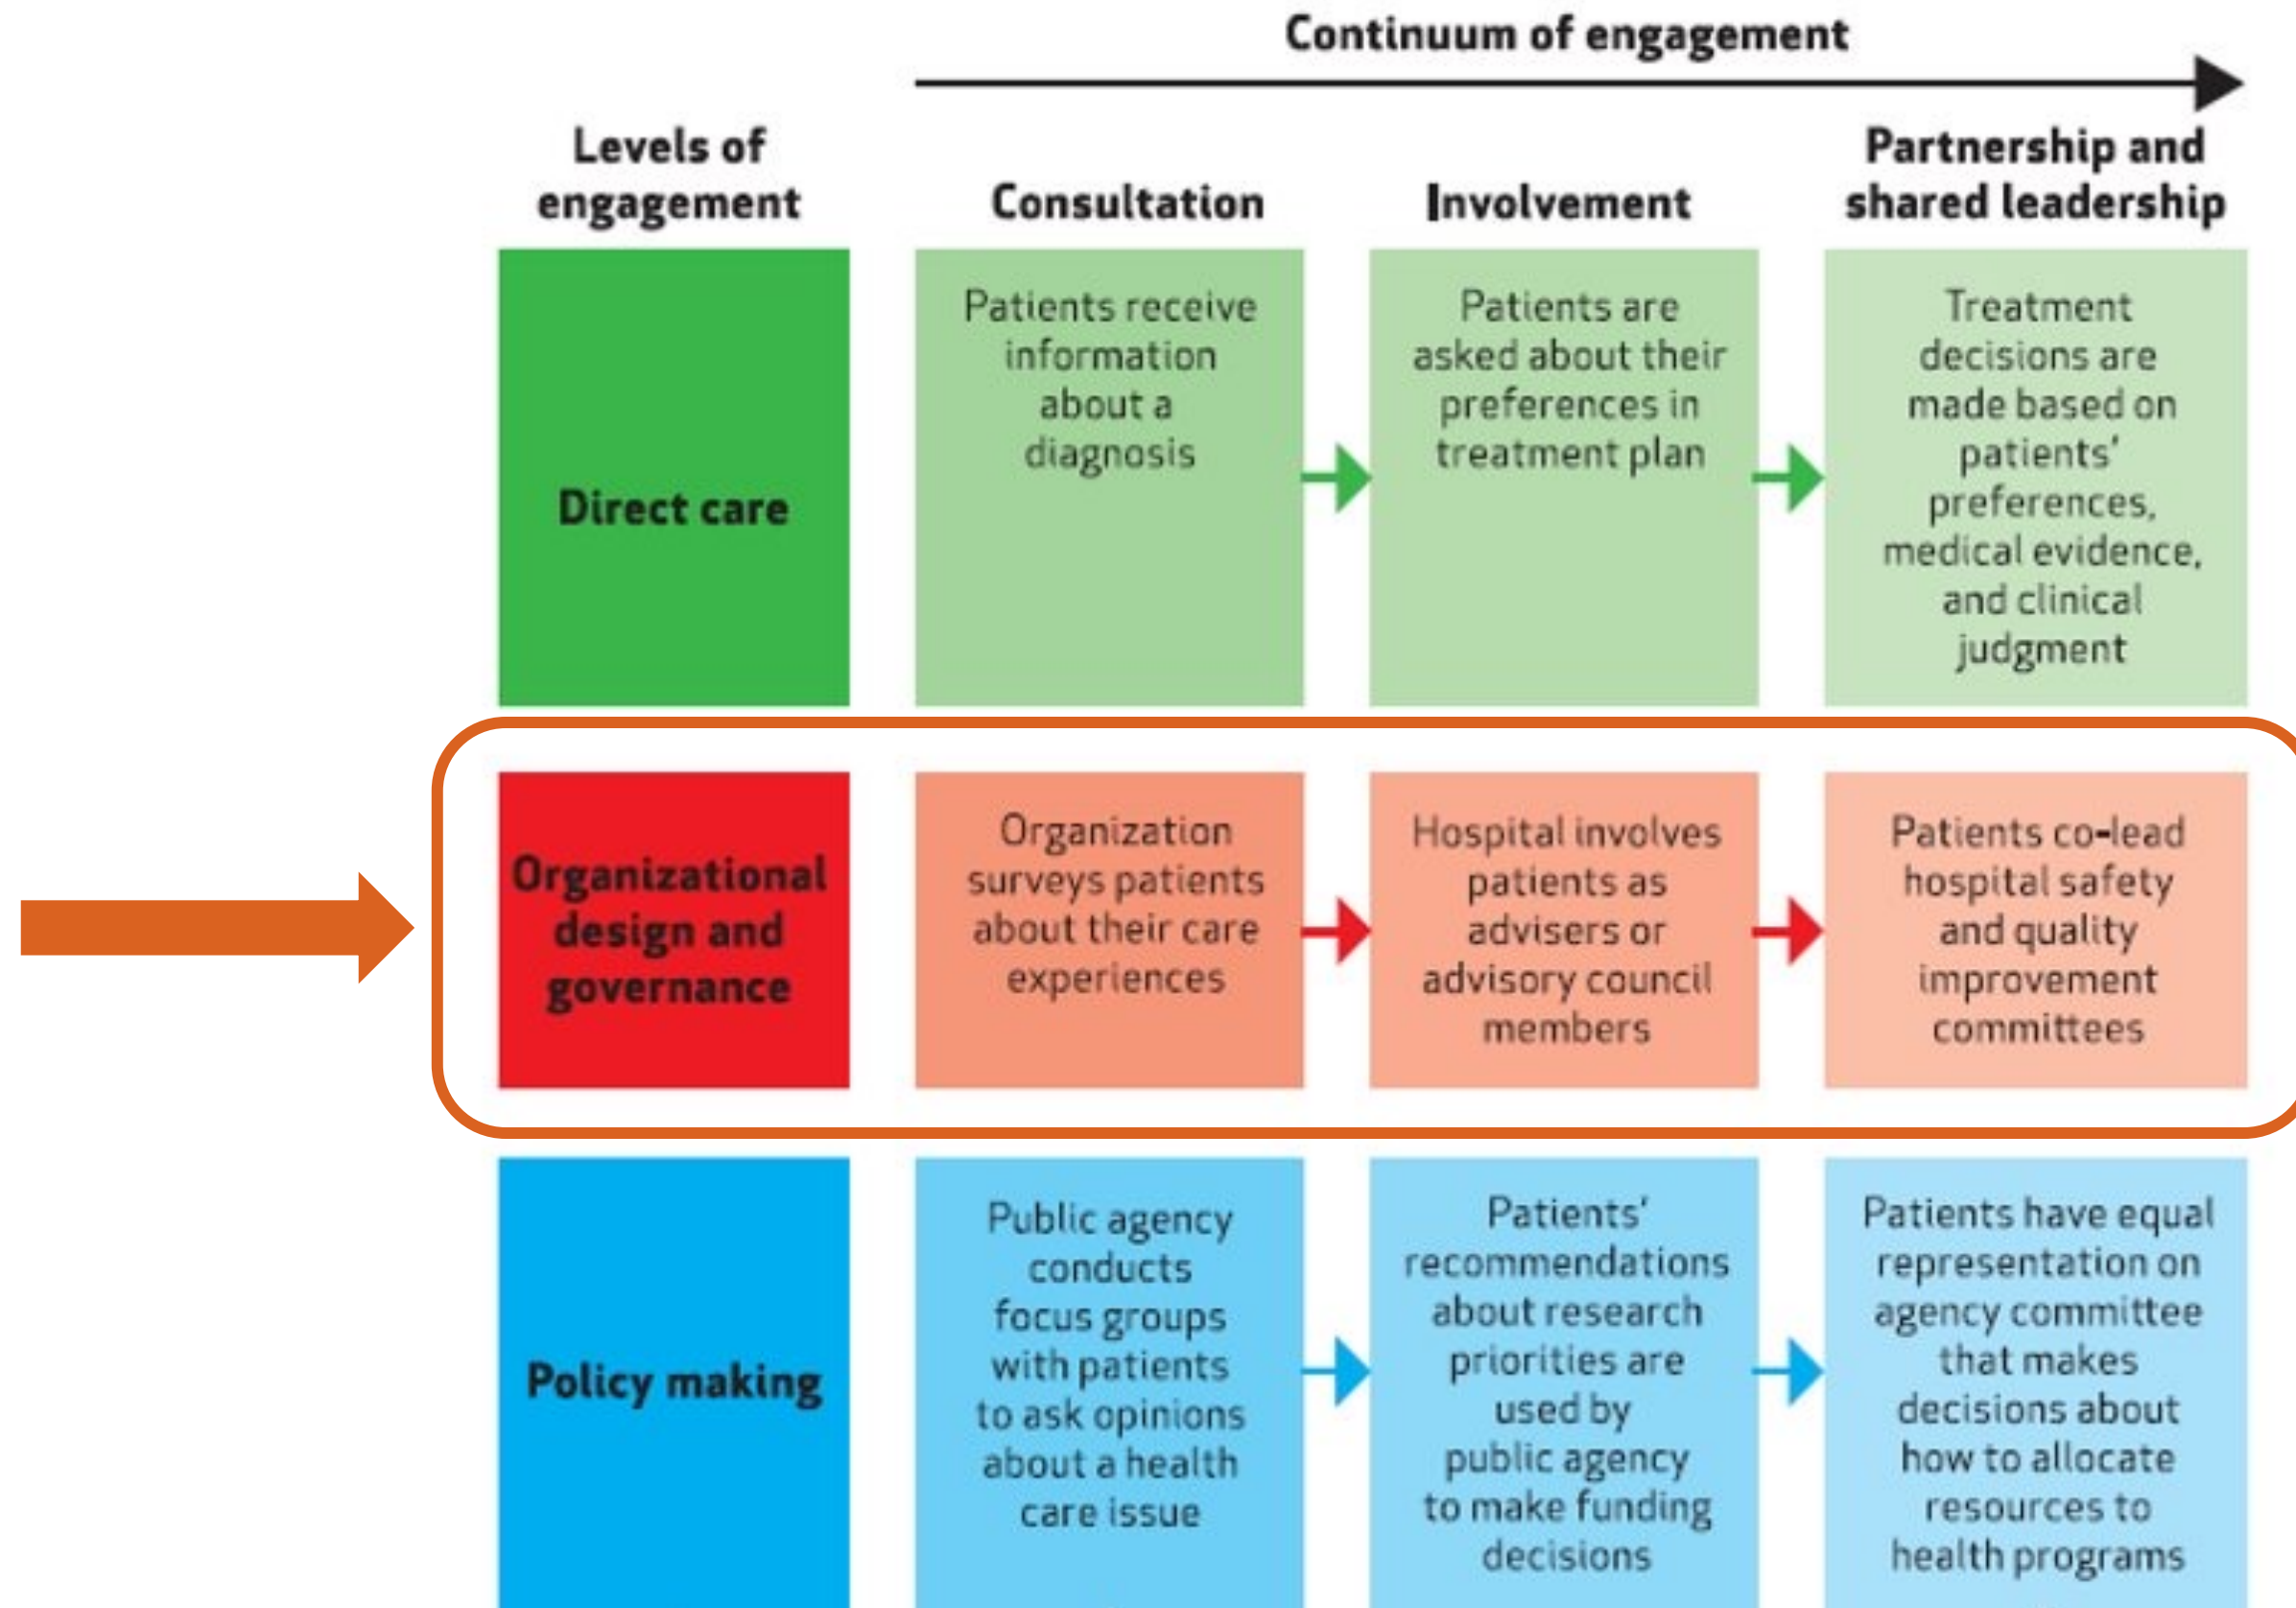 Continuum of engagement
Levels of
engagement
Consultation
Involvement
Partnership and
shared leadership
Direct care
Patients receive
information
about a
diagnosis
Patients are
asked about their
preferences in
treatment plan
Treatment
decisions are
made based on
patients'
preferences,
medical evidence,
and clinical
judgment
Organizational
design and
governance
Organization
surveys patients
about their care
experiences
Hospital involves
patients as
advisers or
advisory council
members
Patients co-lead
hospital safety
and quality
improvement
committees
Policy making
Public agency
conducts
focus groups
with patients
to ask opinions
about a health
care issue
Patients'
recommendations
about research
priorities are
used by
public agency
to make funding
decisions
Patients have equal
representation on
agency committee
that makes
decisions about
how to allocate
resources to
health programs